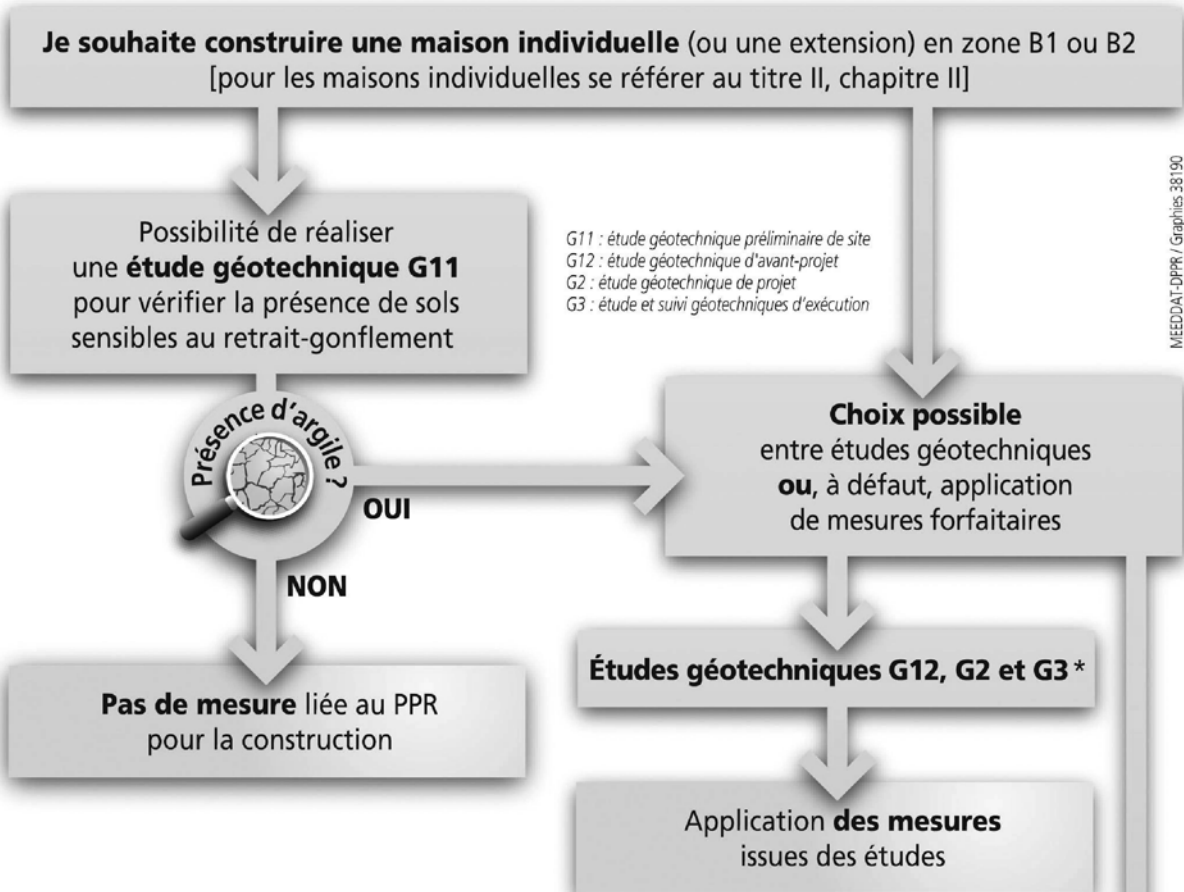 Je souhaite construire une maison individuelle (ou une extension) en zone B1 ou B2
[pour les maisons individuelles se référer au titre II, chapitre II]
Possibilité de réaliser
une étude géotechnique G11
pour vérifier la présence de sols
sensibles au retrait-gonflement
G11 : étude géotechnique préliminaire de site
G12 : étude géotechnique d'avant-projet
G2 : étude géotechnique de projet
G3 : étude et suivi géotechniques d'exécution
MEEDDAT-DPPR / Graphies 38190
Présence d'argile ?
OUI
NON
Choix possible
entre études géotechniques
ou, à défaut, application
de mesures forfaitaires
Pas de mesure liée au PPR
pour la construction
Études géotechniques G12, G2 et G3*
Application des mesures
issues des études